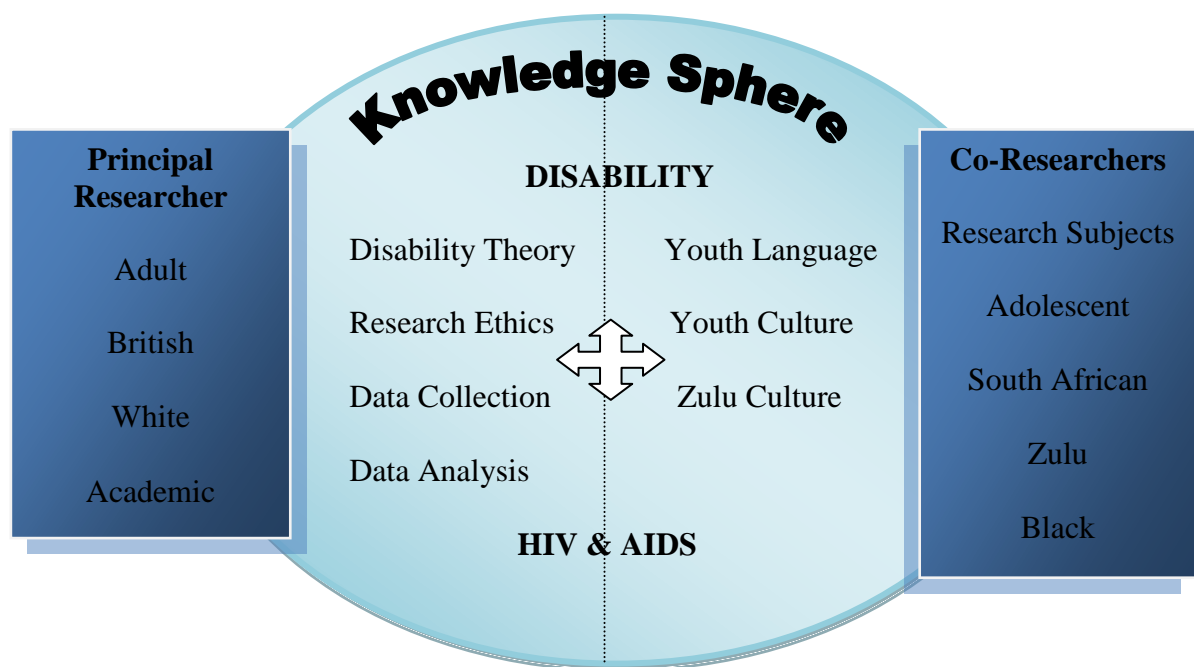 Knowledge Sphere
Principal
Researcher
Adult
British
White
Academic
DISABILITY
Disability Theory
Youth Language
Research Ethics
Youth Culture
Data Collection
Zulu Culture
Data Analysis
HIV & AIDS
Co-Researchers
Research Subjects
Adolescent
South African
Zulu
Black